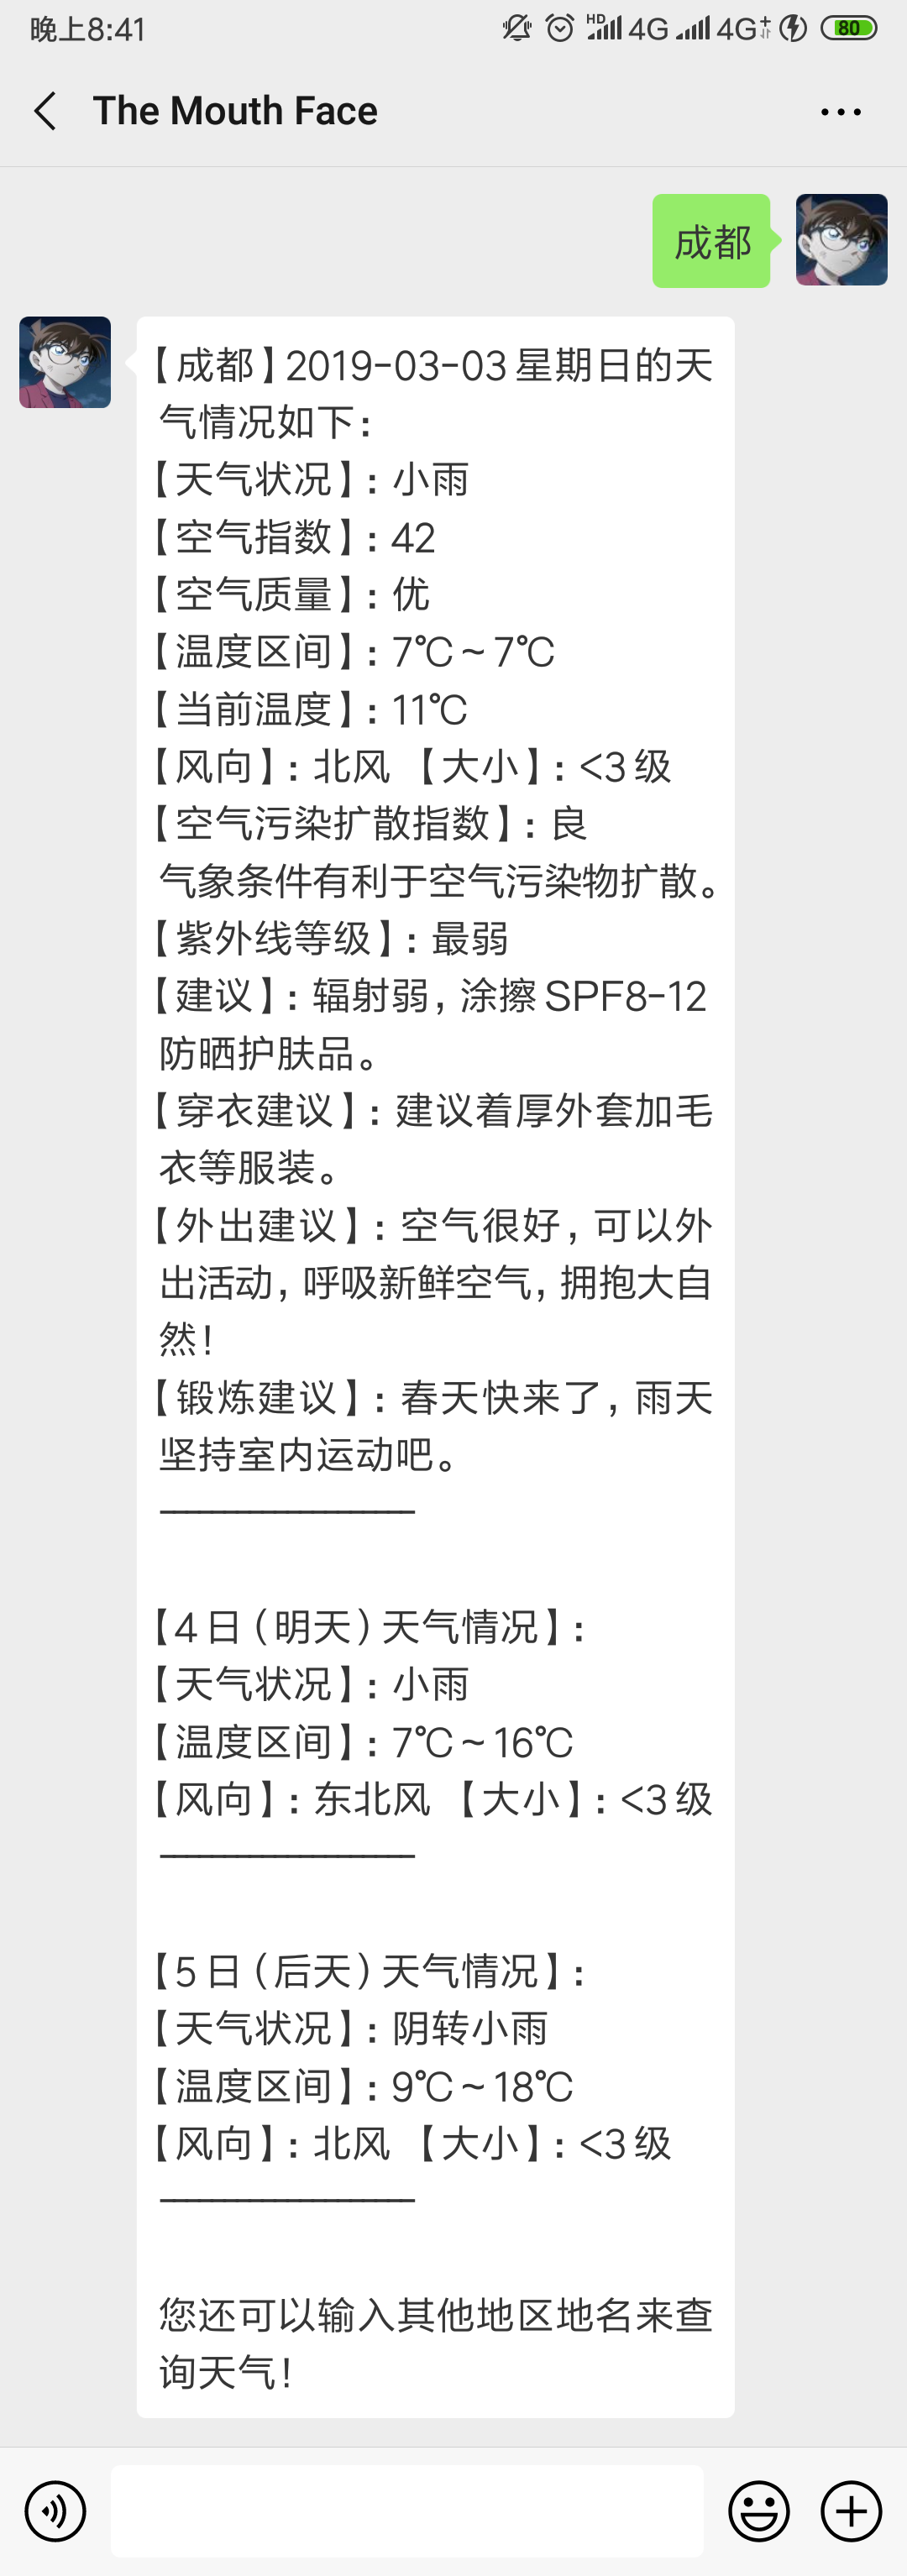 晚上8:41
HD 4G 4G+ 80
The Mouth Face
成都
【成都】2019-03-03 星期日的天
气情况如下：
【天气状况】：小雨
【空气指数】：42
【空气质量】：优
【温度区间】：7℃ ~ 7℃
【当前温度】：11℃
【风向】：北风 【大小】：<3 级
【空气污染扩散指数】：良
气象条件有利于空气污染物扩散。
【紫外线等级】：最弱
【建议】：辐射弱，涂擦 SPF8-12
防晒护肤品。
【穿衣建议】：建议着厚外套加毛
衣等服装。
【外出建议】：空气很好，可以外
出活动，呼吸新鲜空气，拥抱大自
然！
【锻炼建议】：春天快来了，雨天
坚持室内运动吧。
————————————
【4 日（明天）天气情况】：
【天气状况】：小雨
【温度区间】：7℃ ~ 16℃
【风向】：东北风 【大小】：<3 级
————————————
【5 日（后天）天气情况】：
【天气状况】：阴转小雨
【温度区间】：9℃ ~ 18℃
【风向】：北风 【大小】：<3 级
————————————
您还可以输入其他地区地名来查
询天气！